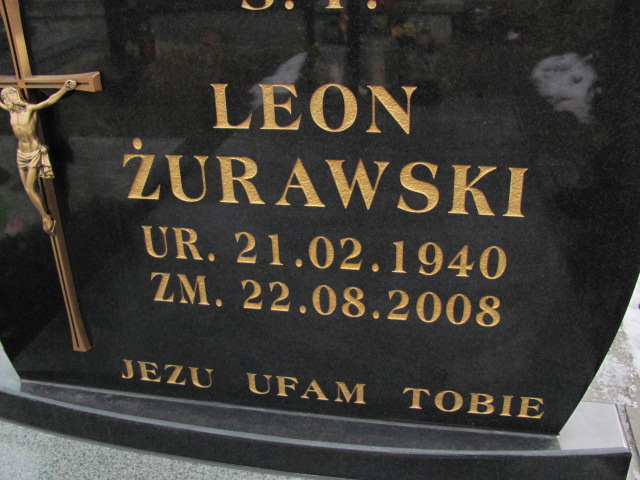 LEON
ŻURAWSKI
UR. 21.02.1940
ZM. 22.08.2008
JEZU UFAM TOBIE